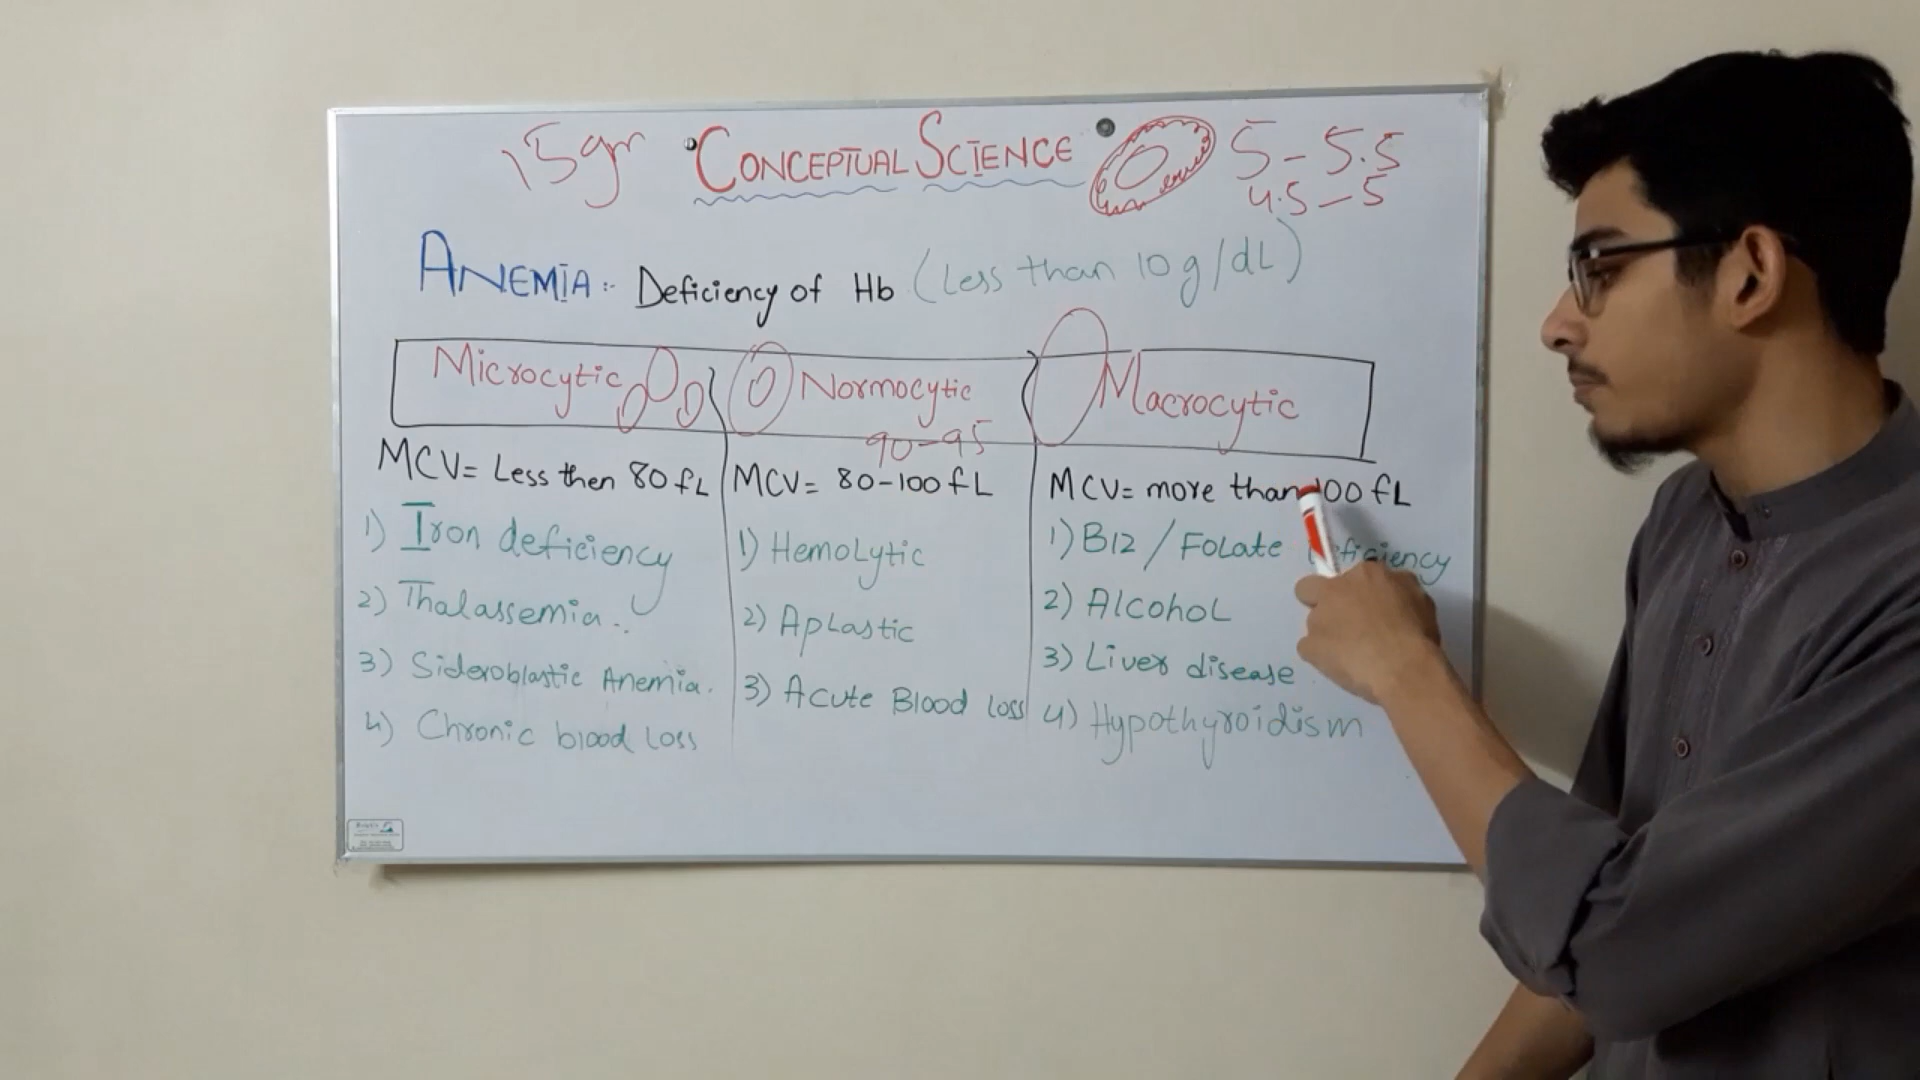 15gm CONCEPTUAL SCIENCE 5-5.5
4.5-5
ANEMIA:- Deficiency of Hb (Less than 10g/dL)
Microcytic Normocytic Macrocytic
90-95
MCV= Less then 80 fL MCV= 80-100 fL MCV= more than 100 fL
1) Iron deficiency 1) Hemolytic 1) B12 / Folate eficiency
2) Thalassemia. 2) Aplastic 2) Alcohol
3) Sideroblastic Anemia. 3) Acute Blood loss 3) Liver disease
4) Chronic blood loss 4) Hypothyroidism